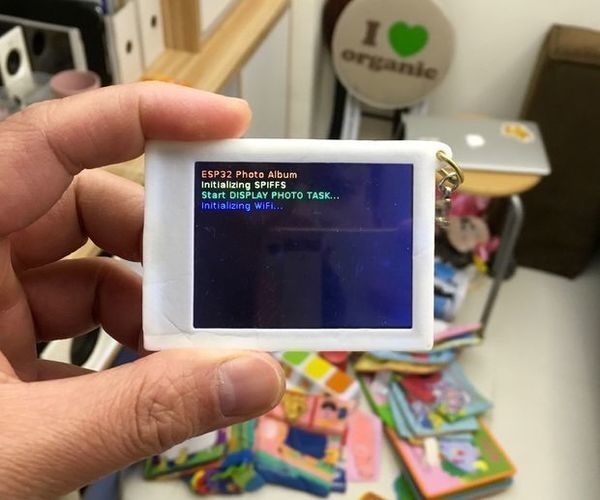 I
organic
ESP32 Photo Album
Initializing SPIFFS
Start DISPLAY PHOTO TASK...
Initializing WiFi...